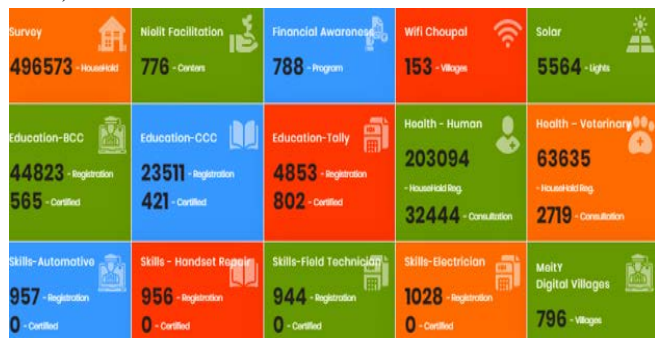 Survey
496573 - HouseHold
Nielit Facilitation
776 - Centers
Financial Awareness
788 - Program
Wifi Choupal
153 - Villages
Solar
5564 - Lights
Education-BCC
44823 - Registration
565 - Certified
Education-CCC
23511 - Registration
421 - Certified
Education-Tally
4853 - Registration
802 - Certified
Health - Human
203094
- HouseHold Reg.
32444 - Consultation
Health - Veterinary
63635
- HouseHold Reg.
2719 - Consultation
Skills-Automotive
957 - Registration
0 - Certified
Skills - Handset Repair
956 - Registration
0 - Certified
Skills-Field Technician
944 - Registration
0 - Certified
Skills-Electrician
1028 - Registration
0 - Certified
MeitY
Digital Villages
796 - Villages